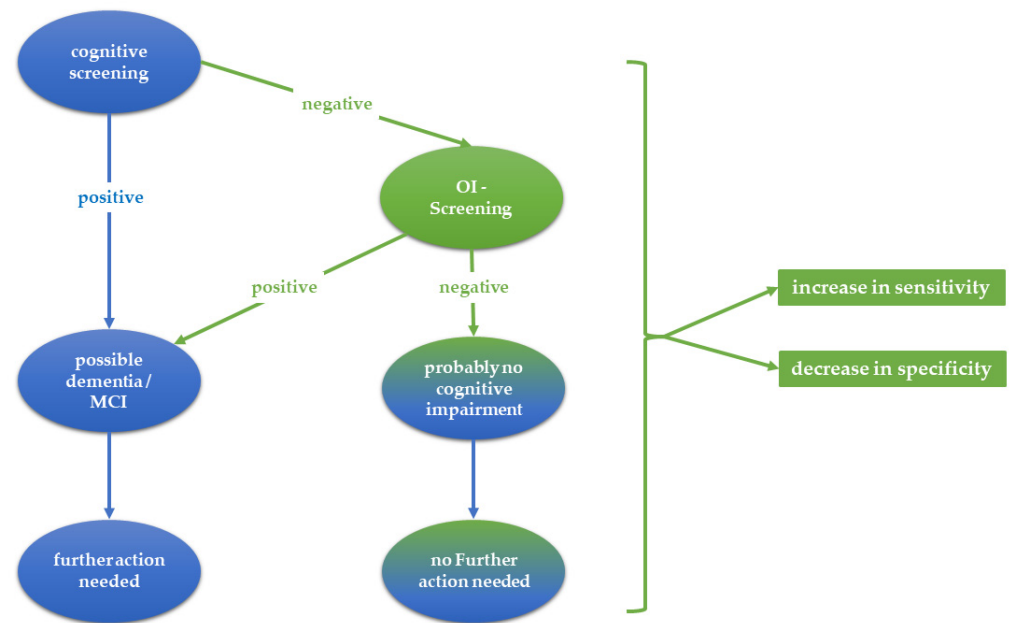 cognitive
screening
negative
positive
OI -
Screening
positive
negative
increase in sensitivity
decrease in specificity
possible
dementia /
MCI
probably no
cognitive
impairment
further action
needed
no Further
action needed